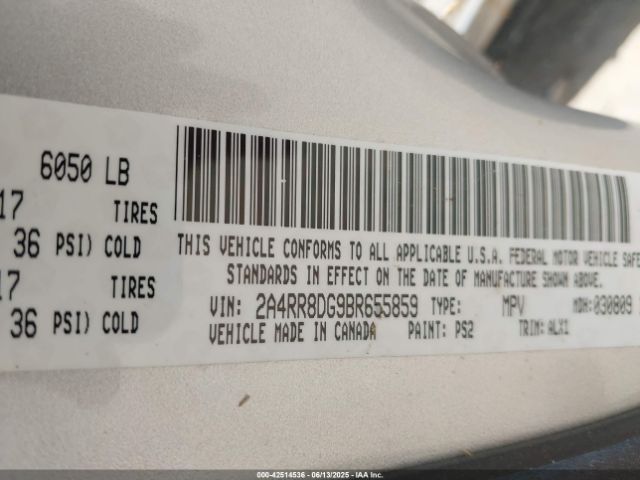 6050 LB
17 TIRES
36 PSI) COLD
17 TIRES
36 PSI) COLD
THIS VEHICLE CONFORMS TO ALL APPLICABLE U.S.A. FEDERAL MOTOR VEHICLE SAFE
STANDARDS IN EFFECT ON THE DATE OF MANUFACTURE SHOWN ABOVE.
VIN: 2A4RR8DG9BR655859 TYPE: MPV MDH: 030809
VEHICLE MADE IN CANADA PAINT: PS2 TRIM: ALX1
000-42514536 - 06/13/2025 - IAA Inc.